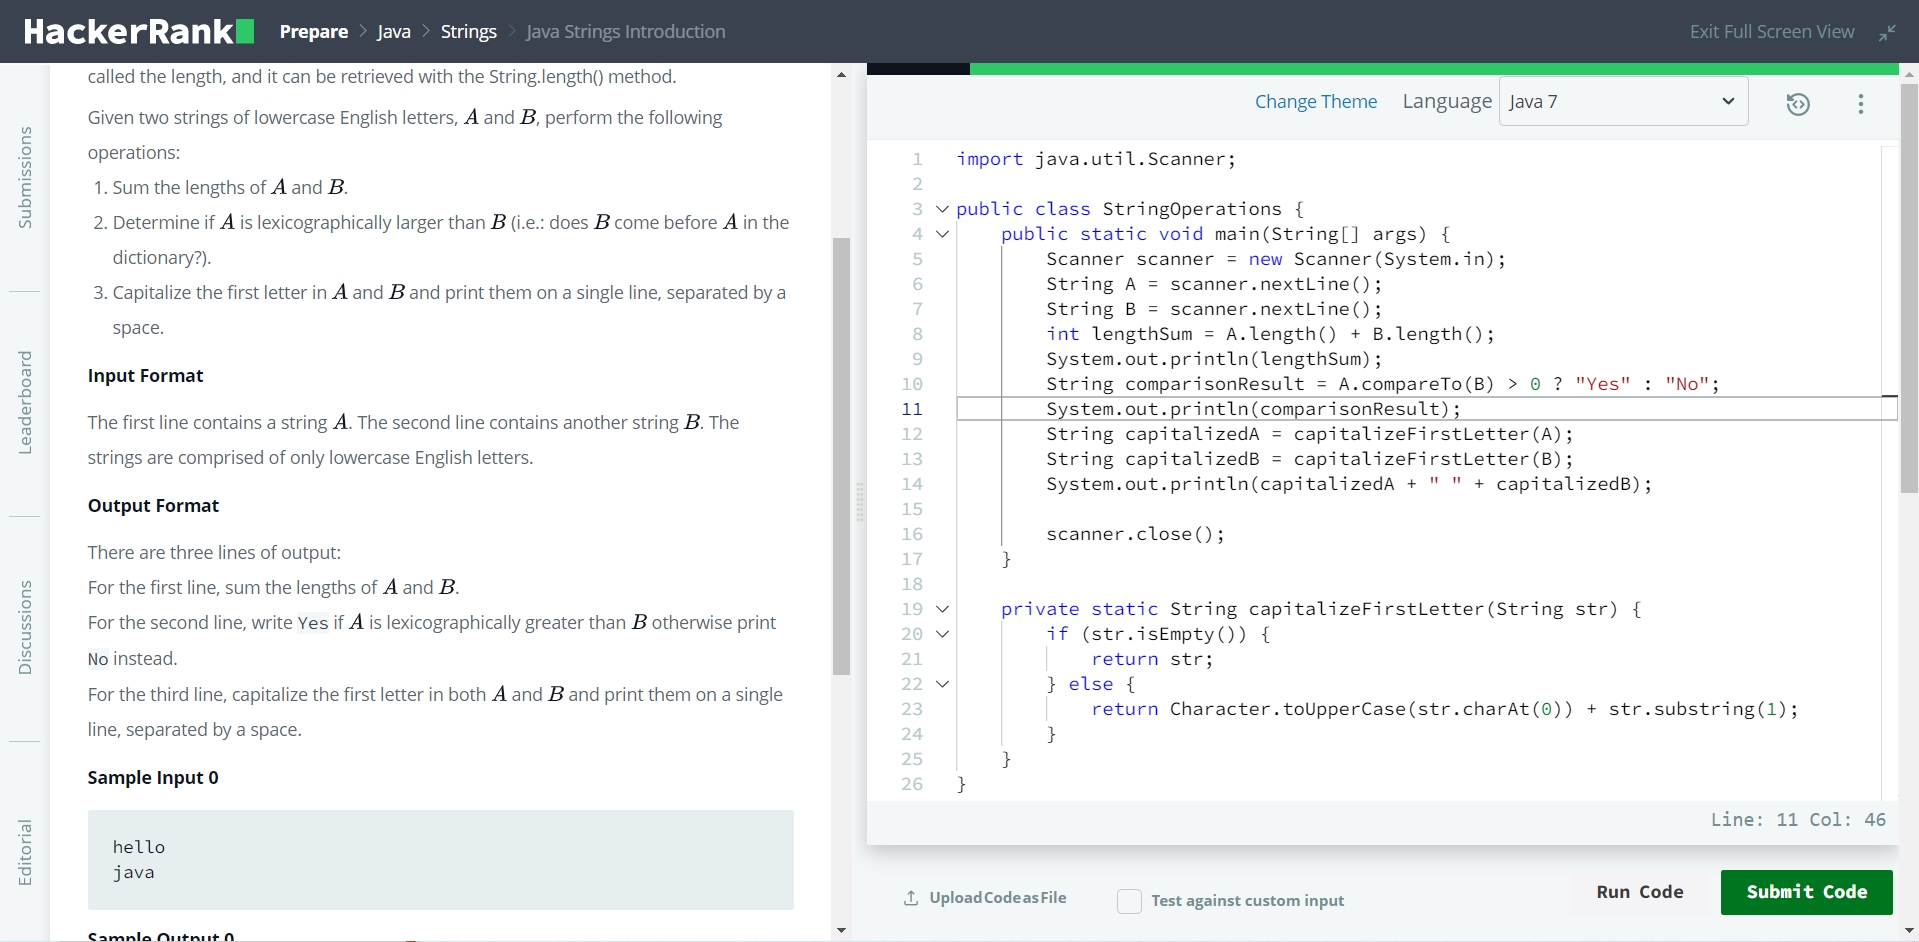 HackerRank
Prepare > Java > Strings > Java Strings Introduction
Exit Full Screen View
Submissions
Leaderboard
Discussions
Editorial
called the length, and it can be retrieved with the String.length() method.
Given two strings of lowercase English letters, A and B, perform the following
operations:
1. Sum the lengths of A and B.
2. Determine if A is lexicographically larger than B (i.e.: does B come before A in the
dictionary?).
3. Capitalize the first letter in A and B and print them on a single line, separated by a
space.
Input Format
The first line contains a string A. The second line contains another string B. The
strings are comprised of only lowercase English letters.
Output Format
There are three lines of output:
For the first line, sum the lengths of A and B.
For the second line, write Yes if A is lexicographically greater than B otherwise print
No instead.
For the third line, capitalize the first letter in both A and B and print them on a single
line, separated by a space.
Sample Input 0
hello
java
Sample Output 0
Change Theme Language Java 7
1 import java.util.Scanner;
2
3 public class StringOperations {
4 public static void main(String[] args) {
5 Scanner scanner = new Scanner(System.in);
6 String A = scanner.nextLine();
7 String B = scanner.nextLine();
8 int lengthSum = A.length() + B.length();
9 System.out.println(lengthSum);
10 String comparisonResult = A.compareTo(B) > 0 ? "Yes" : "No";
11 System.out.println(comparisonResult);
12 String capitalizedA = capitalizeFirstLetter(A);
13 String capitalizedB = capitalizeFirstLetter(B);
14 System.out.println(capitalizedA + " " + capitalizedB);
15
16 scanner.close();
17 }
18
19 private static String capitalizeFirstLetter(String str) {
20 if (str.isEmpty()) {
21 return str;
22 } else {
23 return Character.toUpperCase(str.charAt(0)) + str.substring(1);
24 }
25 }
26 }
Line: 11 Col: 46
Upload Code as File
Test against custom input
Run Code
Submit Code